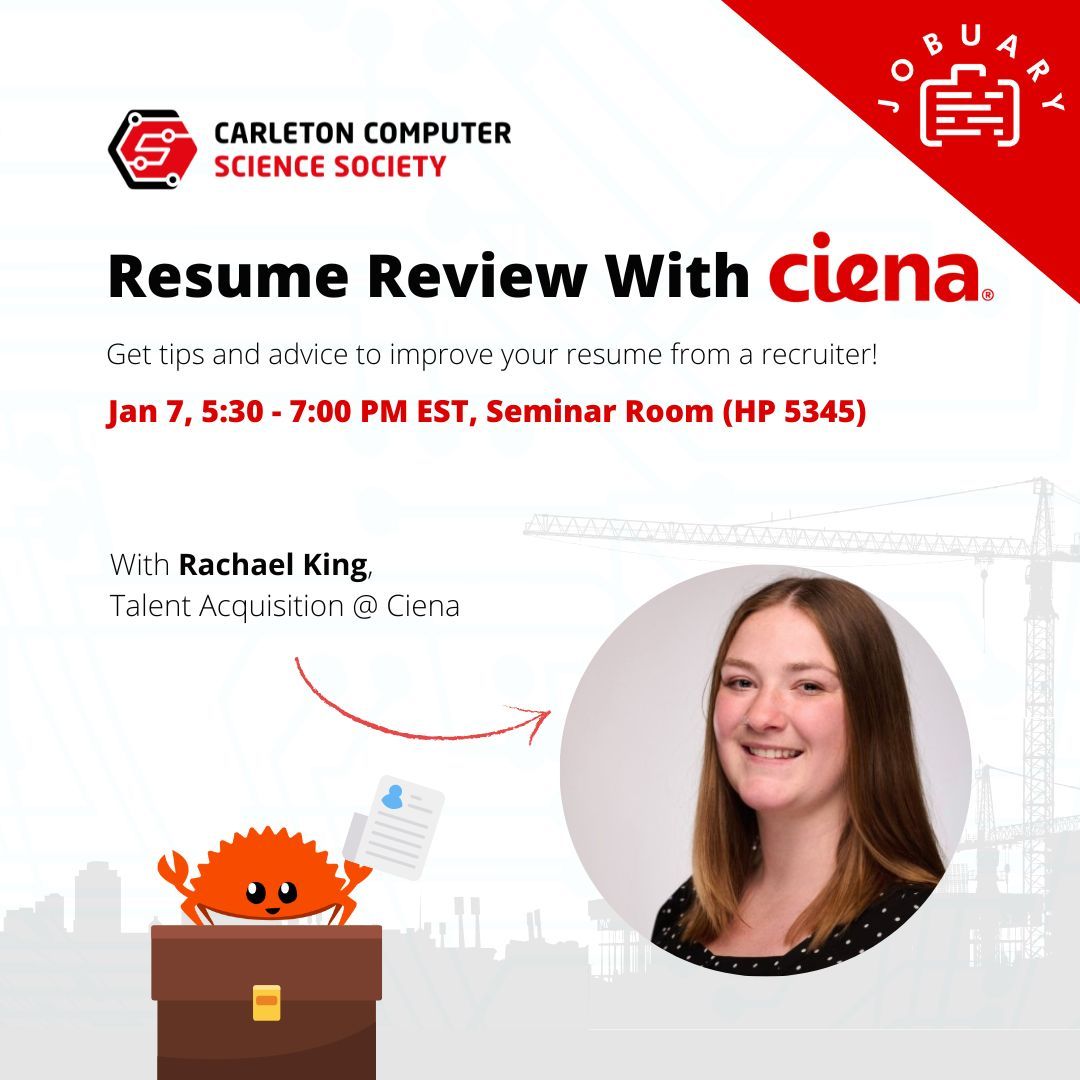 JOBUARY
CARLETON COMPUTER
SCIENCE SOCIETY
Resume Review With ciena®
Get tips and advice to improve your resume from a recruiter!
Jan 7, 5:30 - 7:00 PM EST, Seminar Room (HP 5345)
With Rachael King,
Talent Acquisition @ Ciena